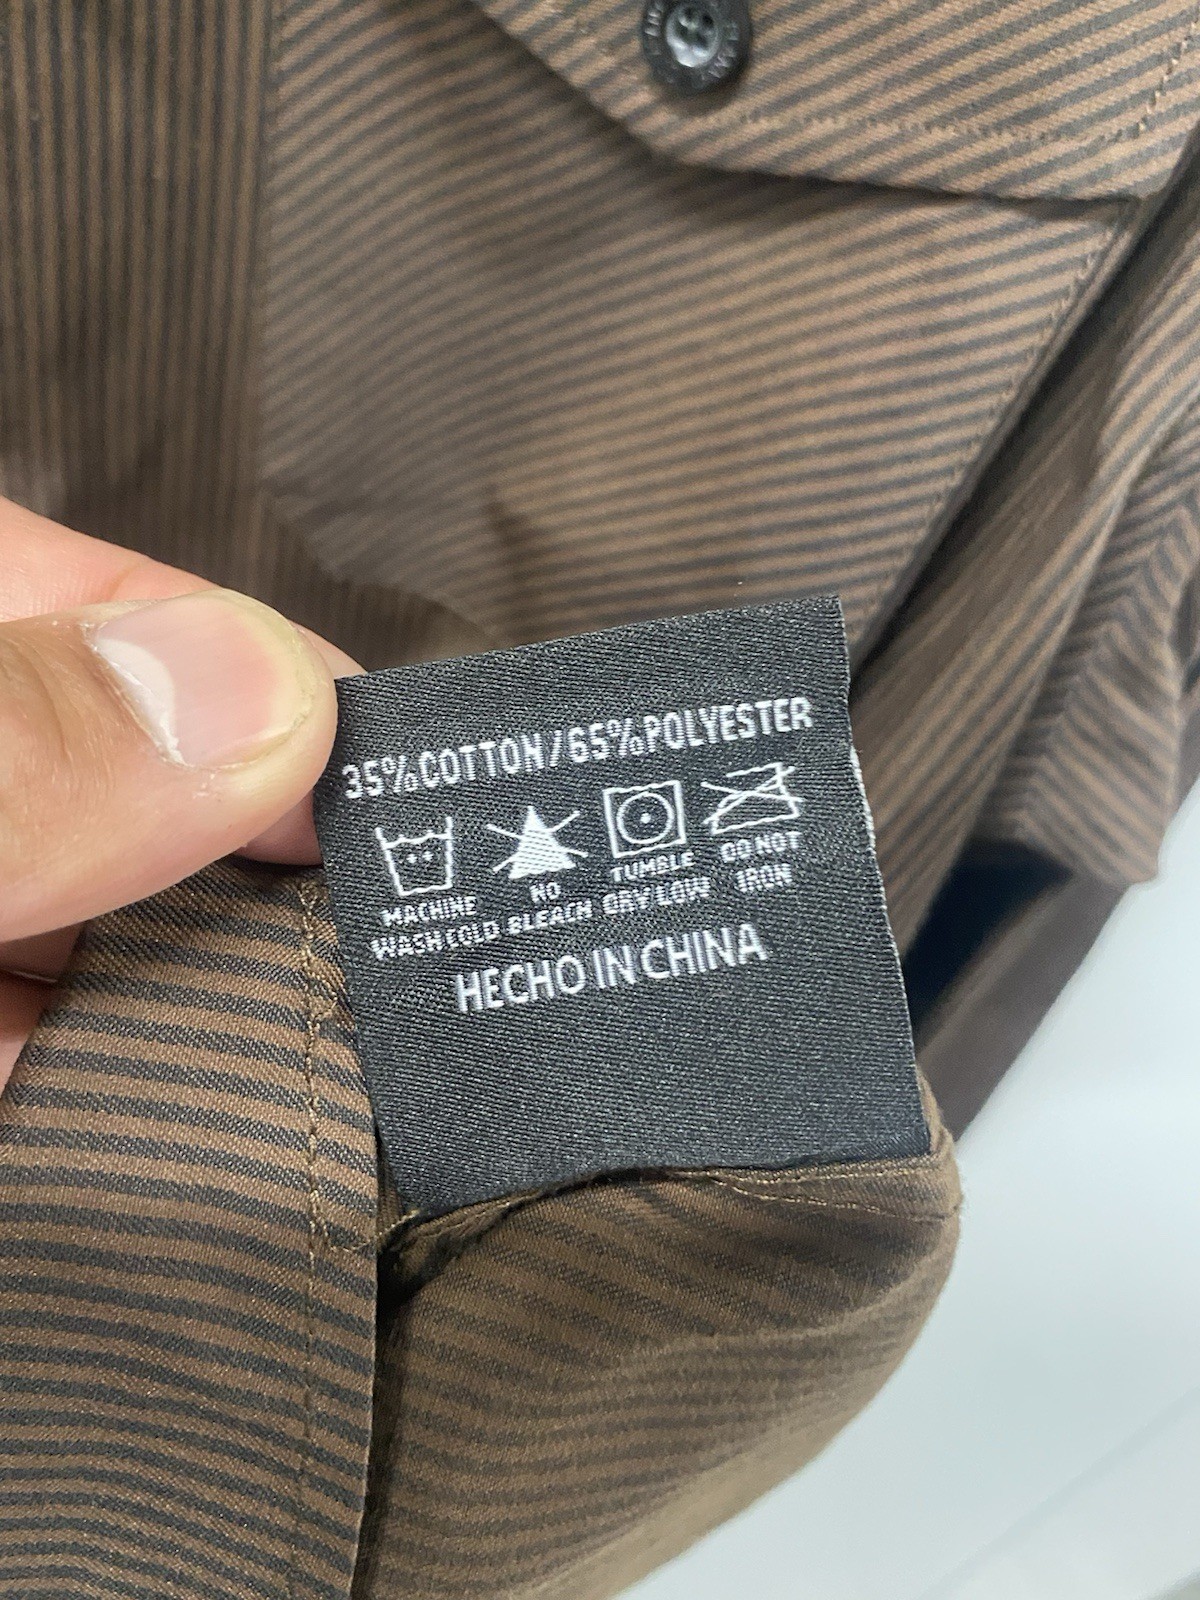 35%COTTON/65%POLYESTER
MACHINE WASH COLD
NO BLEACH
TUMBLE DRY LOW
DO NOT IRON
HECHO IN CHINA